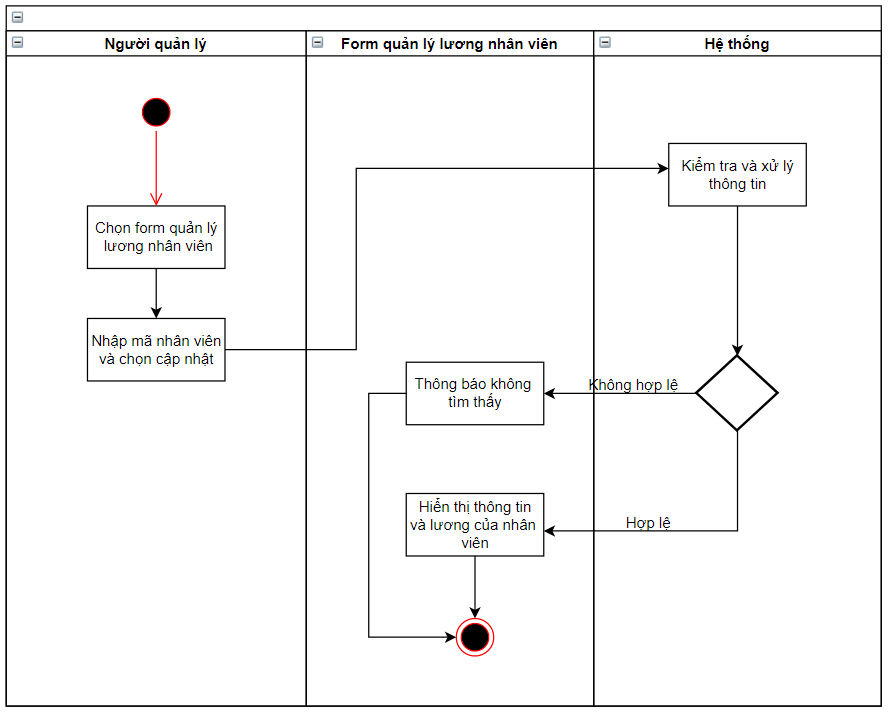 Người quản lý
Form quản lý lương nhân viên
Hệ thống
Chọn form quản lý
lương nhân viên
Nhập mã nhân viên
và chọn cập nhật
Kiểm tra và xử lý
thông tin
Không hợp lệ
Thông báo không
tìm thấy
Hợp lệ
Hiển thị thông tin
và lương của nhân
viên